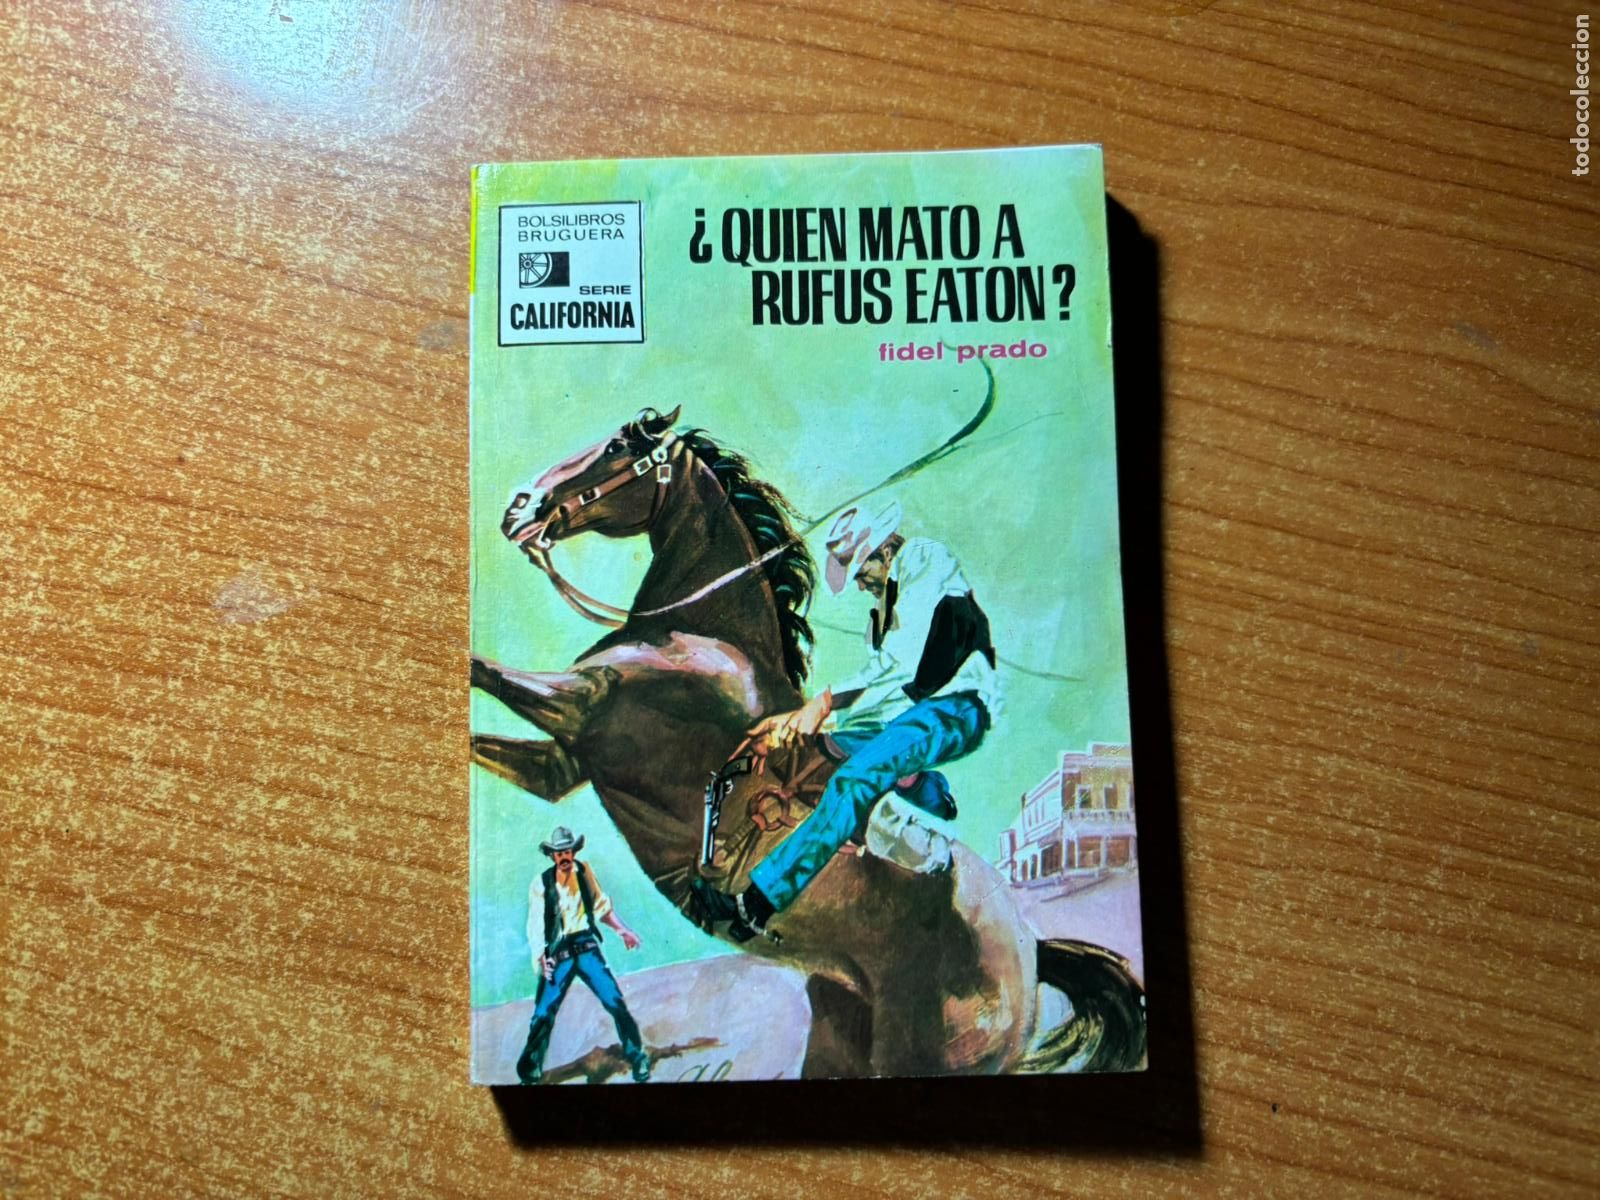 BOLSILIBROS
BRUGUERA
SERIE
CALIFORNIA
¿QUIEN MATO A
RUFUS EATON?
fidel prado
todocoleccion